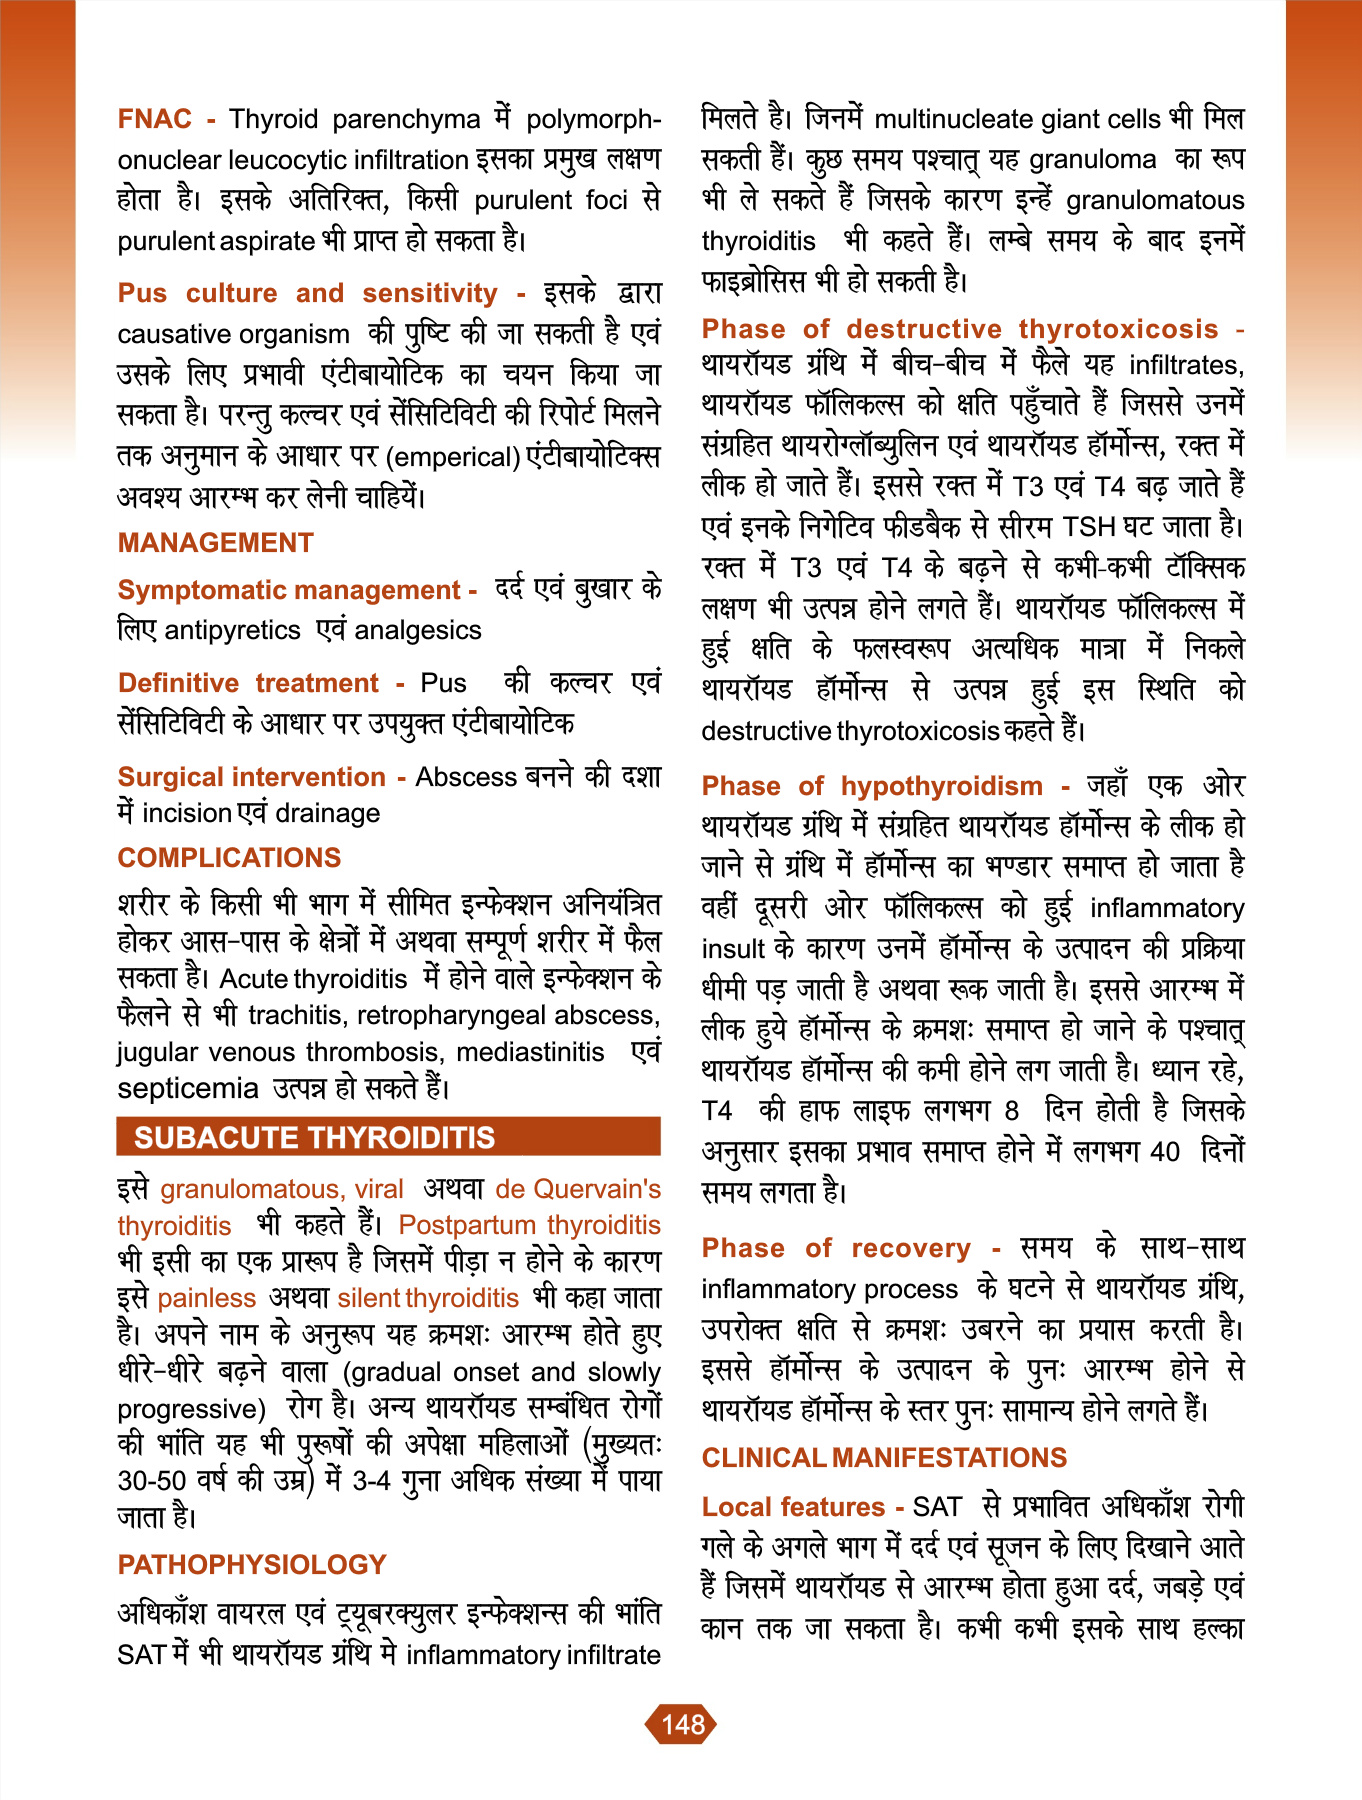 FNAC - Thyroid parenchyma में polymorph-
onuclear leucocytic infiltration इसका प्रमुख लक्षण
होता है। इसके अतिरिक्त, किसी purulent foci से
purulent aspirate भी प्राप्त हो सकता है।
Pus culture and sensitivity - इसके द्वारा
causative organism की पुष्टि की जा सकती है एवं
उसके लिए प्रभावी एंटीबायोटिक का चयन किया जा
सकता है। परन्तु कल्चर एवं सेंसिटिविटी की रिपोर्ट मिलने
तक अनुमान के आधार पर (emperical) एंटीबायोटिक्स
अवश्य आरम्भ कर लेनी चाहियें।
MANAGEMENT
Symptomatic management - दर्द एवं बुखार के
लिए antipyretics एवं analgesics
Definitive treatment - Pus की कल्चर एवं
सेंसिटिविटी के आधार पर उपयुक्त एंटीबायोटिक
Surgical intervention - Abscess बनने की दशा
में incision एवं drainage
COMPLICATIONS
शरीर के किसी भी भाग में सीमित इन्फेक्शन अनियंत्रित
होकर आस-पास के क्षेत्रों में अथवा सम्पूर्ण शरीर में फैल
सकता है। Acute thyroiditis में होने वाले इन्फेक्शन के
फैलने से भी trachitis, retropharyngeal abscess,
jugular venous thrombosis, mediastinitis एवं
septicemia उत्पन्न हो सकते हैं।
SUBACUTE THYROIDITIS
इसे granulomatous, viral अथवा de Quervain's
thyroiditis भी कहते हैं। Postpartum thyroiditis
भी इसी का एक प्रारूप है जिसमें पीड़ा न होने के कारण
इसे painless अथवा silent thyroiditis भी कहा जाता
है। अपने नाम के अनुरूप यह क्रमशः आरम्भ होते हुए
धीरे-धीरे बढ़ने वाला (gradual onset and slowly
progressive) रोग है। अन्य थायरॉयड सम्बंधित रोगों
की भांति यह भी पुरूषों की अपेक्षा महिलाओं (मुख्यतः
30-50 वर्ष की उम्र) में 3-4 गुना अधिक संख्या में पाया
जाता है।
PATHOPHYSIOLOGY
अधिकाँश वायरल एवं ट्यूबरक्युलर इन्फेक्शन्स की भांति
SAT में भी थायरॉयड ग्रंथि मे inflammatory infiltrate
मिलते है। जिनमें multinucleate giant cells भी मिल
सकती हैं। कुछ समय पश्चात् यह granuloma का रूप
भी ले सकते हैं जिसके कारण इन्हें granulomatous
thyroiditis भी कहते हैं। लम्बे समय के बाद इनमें
फाइब्रोसिस भी हो सकती है।
Phase of destructive thyrotoxicosis -
थायरॉयड ग्रंथि में बीच-बीच में फैले यह infiltrates,
थायरॉयड फॉलिकल्स को क्षति पहुँचाते हैं जिससे उनमें
संग्रहित थायरोग्लॉब्युलिन एवं थायरॉयड हॉर्मोन्स, रक्त में
लीक हो जाते हैं। इससे रक्त में T3 एवं T4 बढ़ जाते हैं
एवं इनके निगेटिव फीडबैक से सीरम TSH घट जाता है।
रक्त में T3 एवं T4 के बढ़ने से कभी-कभी टॉक्सिक
लक्षण भी उत्पन्न होने लगते हैं। थायरॉयड फॉलिकल्स में
हुई क्षति के फलस्वरूप अत्यधिक मात्रा में निकले
थायरॉयड हॉर्मोन्स से उत्पन्न हुई इस स्थिति को
destructive thyrotoxicosis कहते हैं।
Phase of hypothyroidism - जहाँ एक ओर
थायरॉयड ग्रंथि में संग्रहित थायरॉयड हॉर्मोन्स के लीक हो
जाने से ग्रंथि में हॉर्मोन्स का भण्डार समाप्त हो जाता है
वहीं दूसरी ओर फॉलिकल्स को हुई inflammatory
insult के कारण उनमें हॉर्मोन्स के उत्पादन की प्रक्रिया
धीमी पड़ जाती है अथवा रूक जाती है। इससे आरम्भ में
लीक हुये हॉर्मोन्स के क्रमशः समाप्त हो जाने के पश्चात्
थायरॉयड हॉर्मोन्स की कमी होने लग जाती है। ध्यान रहे,
T4 की हाफ लाइफ लगभग 8 दिन होती है जिसके
अनुसार इसका प्रभाव समाप्त होने में लगभग 40 दिनों
समय लगता है।
Phase of recovery - समय के साथ-साथ
inflammatory process के घटने से थायरॉयड ग्रंथि,
उपरोक्त क्षति से क्रमशः उबरने का प्रयास करती है।
इससे हॉर्मोन्स के उत्पादन के पुनः आरम्भ होने से
थायरॉयड हॉर्मोन्स के स्तर पुनः सामान्य होने लगते हैं।
CLINICAL MANIFESTATIONS
Local features - SAT से प्रभावित अधिकाँश रोगी
गले के अगले भाग में दर्द एवं सूजन के लिए दिखाने आते
हैं जिसमें थायरॉयड से आरम्भ होता हुआ दर्द, जबड़े एवं
कान तक जा सकता है। कभी कभी इसके साथ हल्का
148